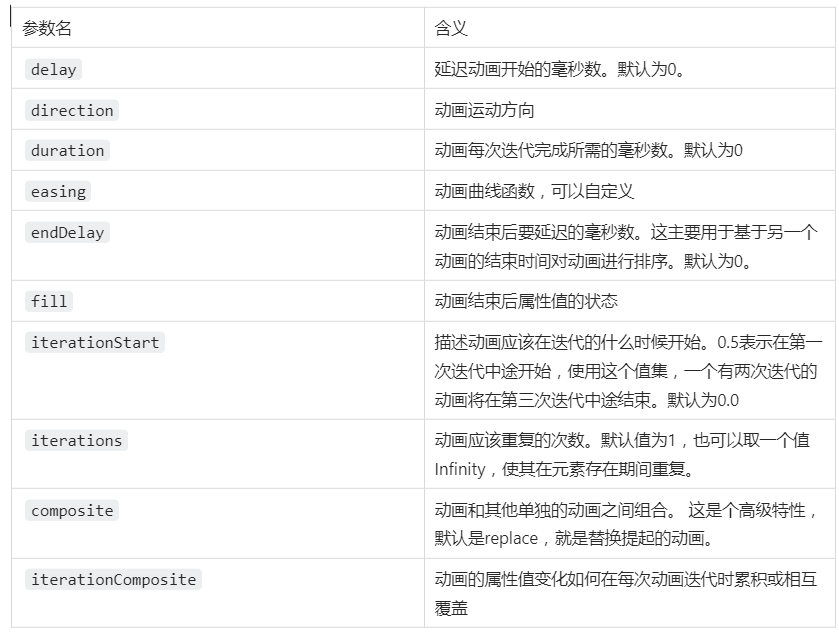 参数名 含义
delay 延迟动画开始的毫秒数。默认为0。
direction 动画运动方向
duration 动画每次迭代完成所需的毫秒数。默认为0
easing 动画曲线函数，可以自定义
endDelay 动画结束后要延迟的毫秒数。这主要用于基于另一个
动画的结束时间对动画进行排序。默认为0。
fill 动画结束后属性值的状态
iterationStart 描述动画应该在迭代的什么时候开始。0.5表示在第一
次迭代中途开始，使用这个值集，一个有两次迭代的
动画将在第三次迭代中途结束。默认为0.0
iterations 动画应该重复的次数。默认值为1，也可以取一个值
Infinity，使其在元素存在期间重复。
composite 动画和其他单独的动画之间组合。 这是个高级特性，
默认是replace，就是替换提起的动画。
iterationComposite 动画的属性值变化如何在每次动画迭代时累积或相互
覆盖